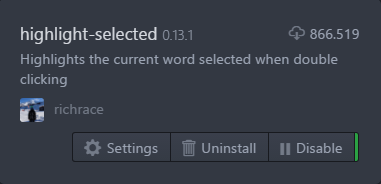 highlight-selected 0.13.1 866.519
Highlights the current word selected when double
clicking
richrace
Settings Uninstall Disable